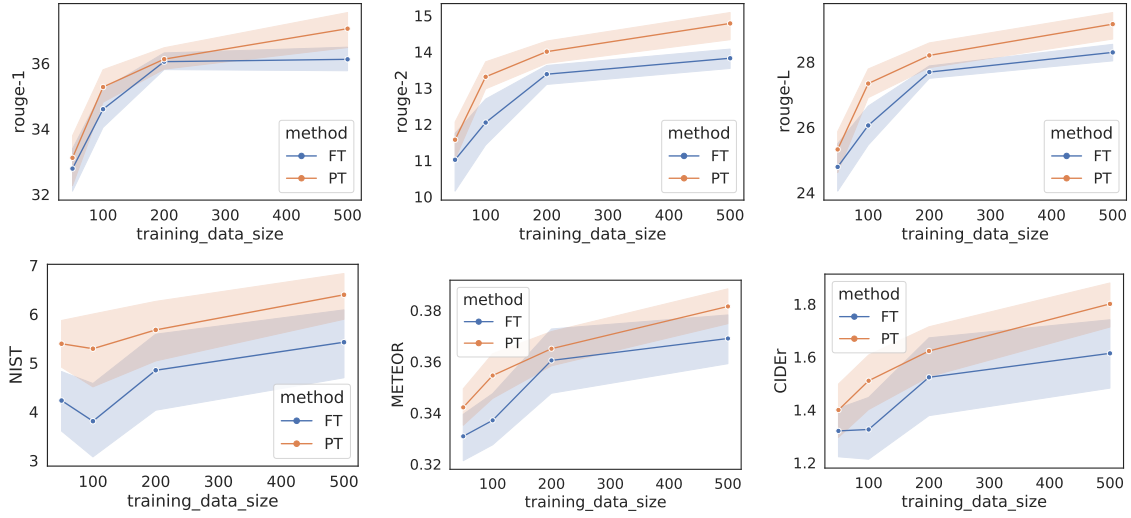 rouge-1
36
34
32
100 200 300 400 500
training_data_size
method
FT
PT
rouge-2
15
14
13
12
11
10
100 200 300 400 500
training_data_size
method
FT
PT
rouge-L
28
26
24
100 200 300 400 500
training_data_size
method
FT
PT
NIST
7
6
5
4
3
100 200 300 400 500
training_data_size
method
FT
PT
METEOR
0.38
0.36
0.34
0.32
100 200 300 400 500
training_data_size
method
FT
PT
CIDEr
1.8
1.6
1.4
1.2
100 200 300 400 500
training_data_size
method
FT
PT